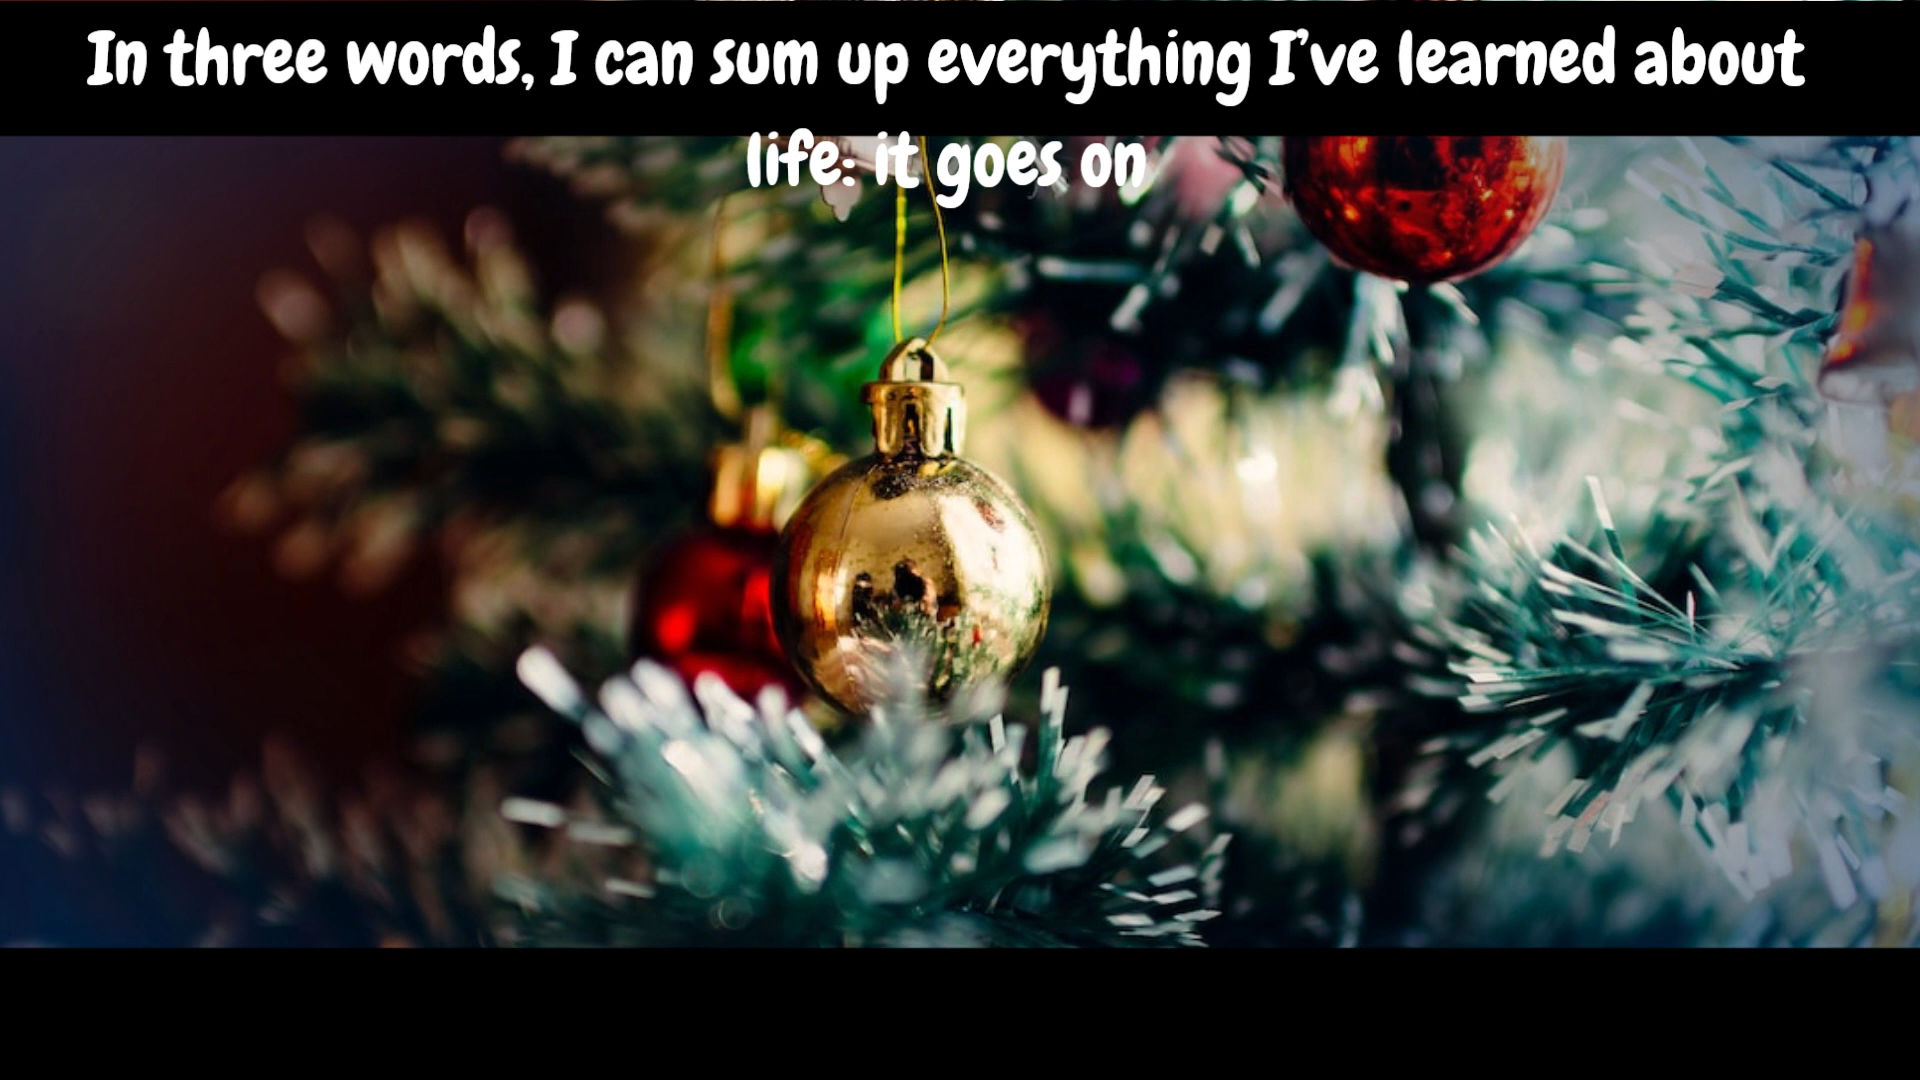 In three words, I can sum up everything I’ve learned about
life: it goes on